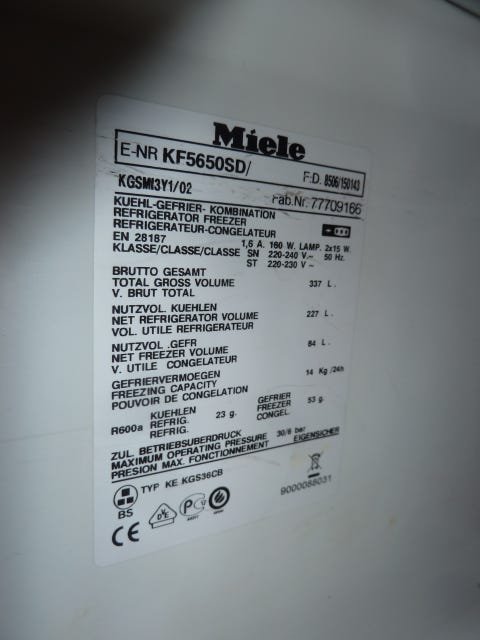 Miele
E-NR KF5650SD/ F.D. 8506/150143
KGSMI3Y1/02 Fab.Nr. 77709166
KUEHL-GEFRIER- KOMBINATION
REFRIGERATOR FREEZER
REFRIGERATEUR-CONGELATEUR
EN 28187 1,6 A. 160 W. LAMP. 2x15 W
KLASSE/CLASSE/CLASSE SN 220-240 V~ 50 Hz.
ST 220-230 V~
BRUTTO GESAMT
TOTAL GROSS VOLUME 337 L.
V. BRUT TOTAL
NUTZVOL. KUEHLEN
NET REFRIGERATOR VOLUME 227 L.
VOL. UTILE REFRIGERATEUR
NUTZVOL .GEFR
NET FREEZER VOLUME 84 L.
V. UTILE CONGELATEUR
GEFRIERVERMOEGEN
FREEZING CAPACITY 14 Kg/24h
POUVOIR DE CONGELATION
KUEHLEN GEFRIER
R600a REFRIG. 23 g. FREEZER 53 g.
REFRIG. CONGEL.
ZUL. BETRIEBSUBERDRUCK
MAXIMUM OPERATING PRESSURE 30/8 bar
PRESION MAX. FONCTIONNEMENT EIGENSICHER
TYP KE KGS36CB
BS
9000088031
CE